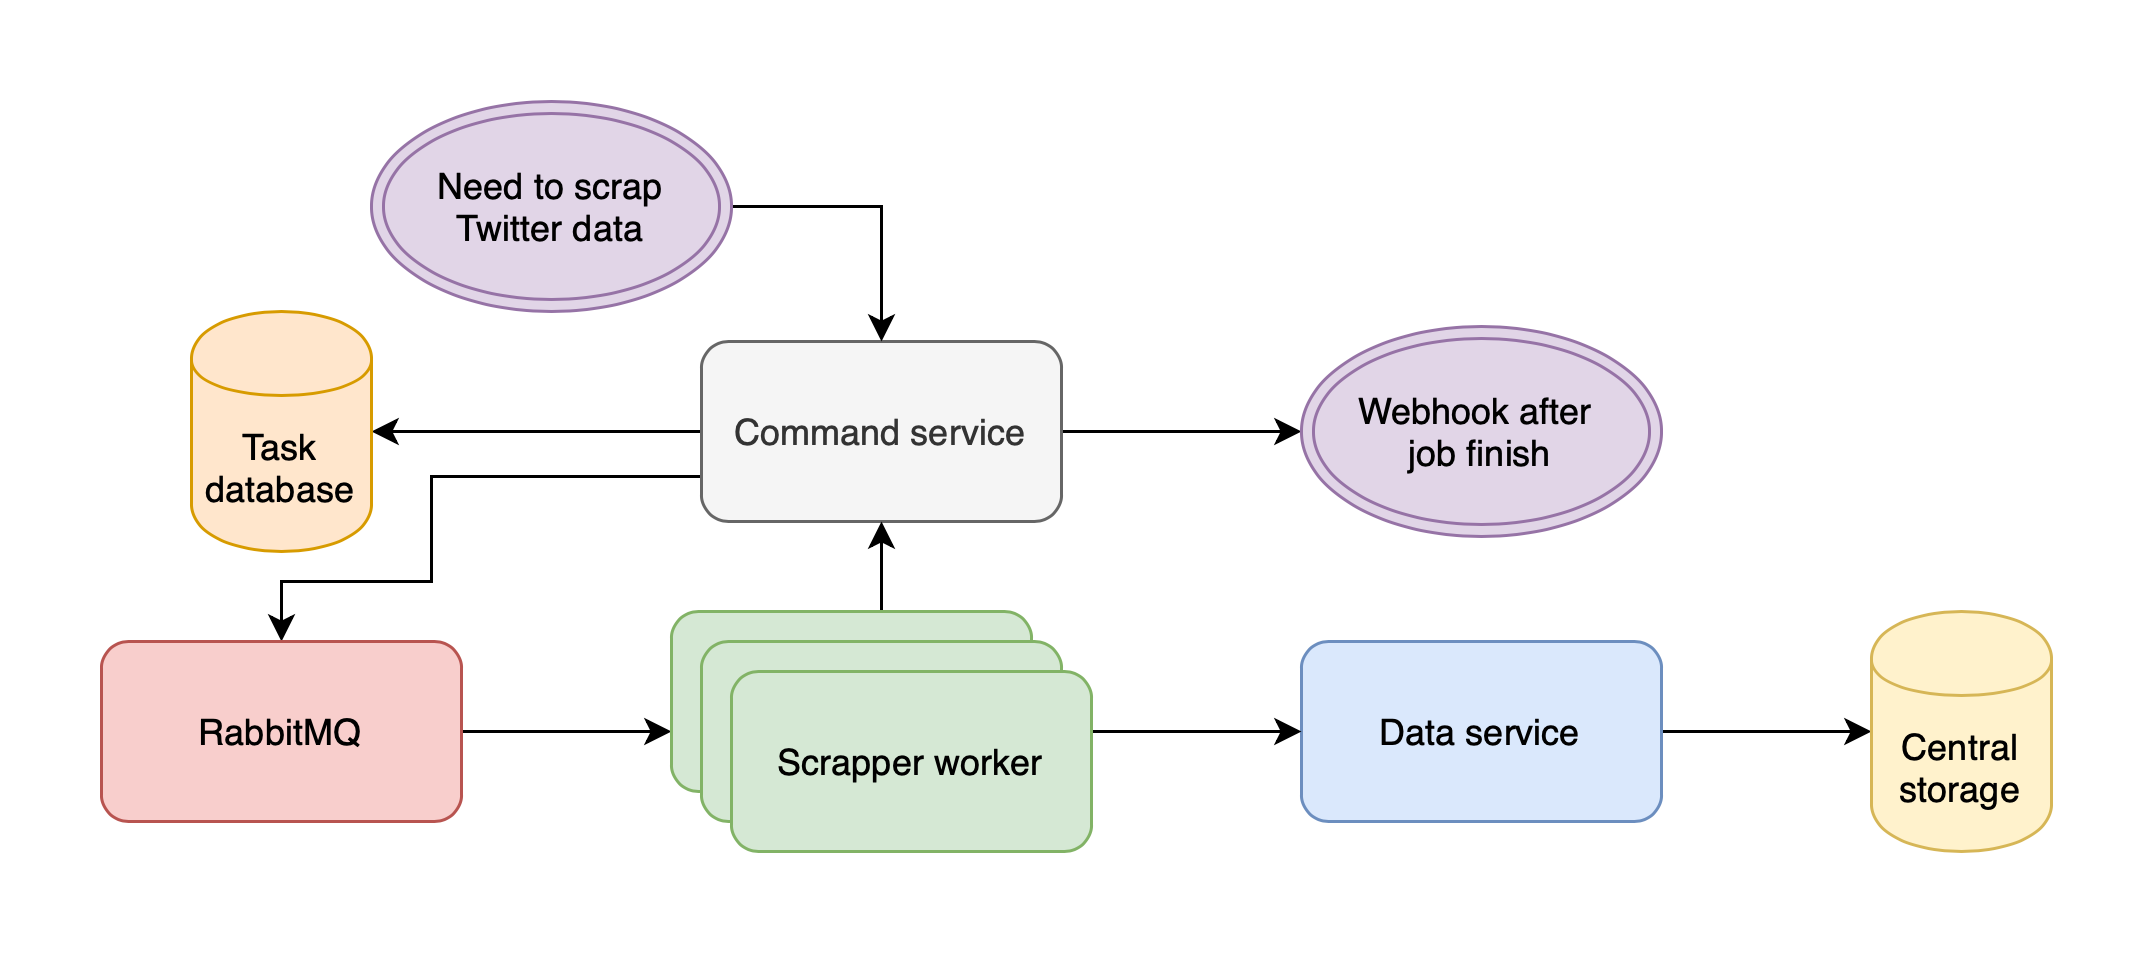 Need to scrap
Twitter data
Task
database
Command service
Webhook after
job finish
RabbitMQ
Scrapper worker
Data service
Central
storage